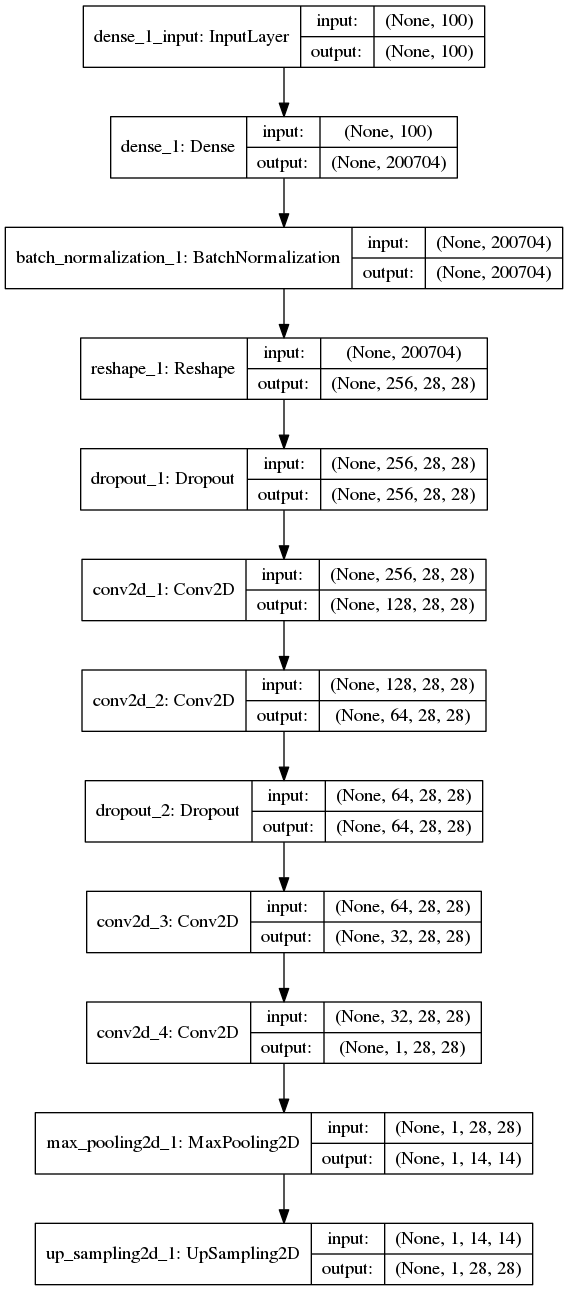 dense_1_input: InputLayer
input: (None, 100)
output: (None, 100)
dense_1: Dense
input: (None, 100)
output: (None, 200704)
batch_normalization_1: BatchNormalization
input: (None, 200704)
output: (None, 200704)
reshape_1: Reshape
input: (None, 200704)
output: (None, 256, 28, 28)
dropout_1: Dropout
input: (None, 256, 28, 28)
output: (None, 256, 28, 28)
conv2d_1: Conv2D
input: (None, 256, 28, 28)
output: (None, 128, 28, 28)
conv2d_2: Conv2D
input: (None, 128, 28, 28)
output: (None, 64, 28, 28)
dropout_2: Dropout
input: (None, 64, 28, 28)
output: (None, 64, 28, 28)
conv2d_3: Conv2D
input: (None, 64, 28, 28)
output: (None, 32, 28, 28)
conv2d_4: Conv2D
input: (None, 32, 28, 28)
output: (None, 1, 28, 28)
max_pooling2d_1: MaxPooling2D
input: (None, 1, 28, 28)
output: (None, 1, 14, 14)
up_sampling2d_1: UpSampling2D
input: (None, 1, 14, 14)
output: (None, 1, 28, 28)